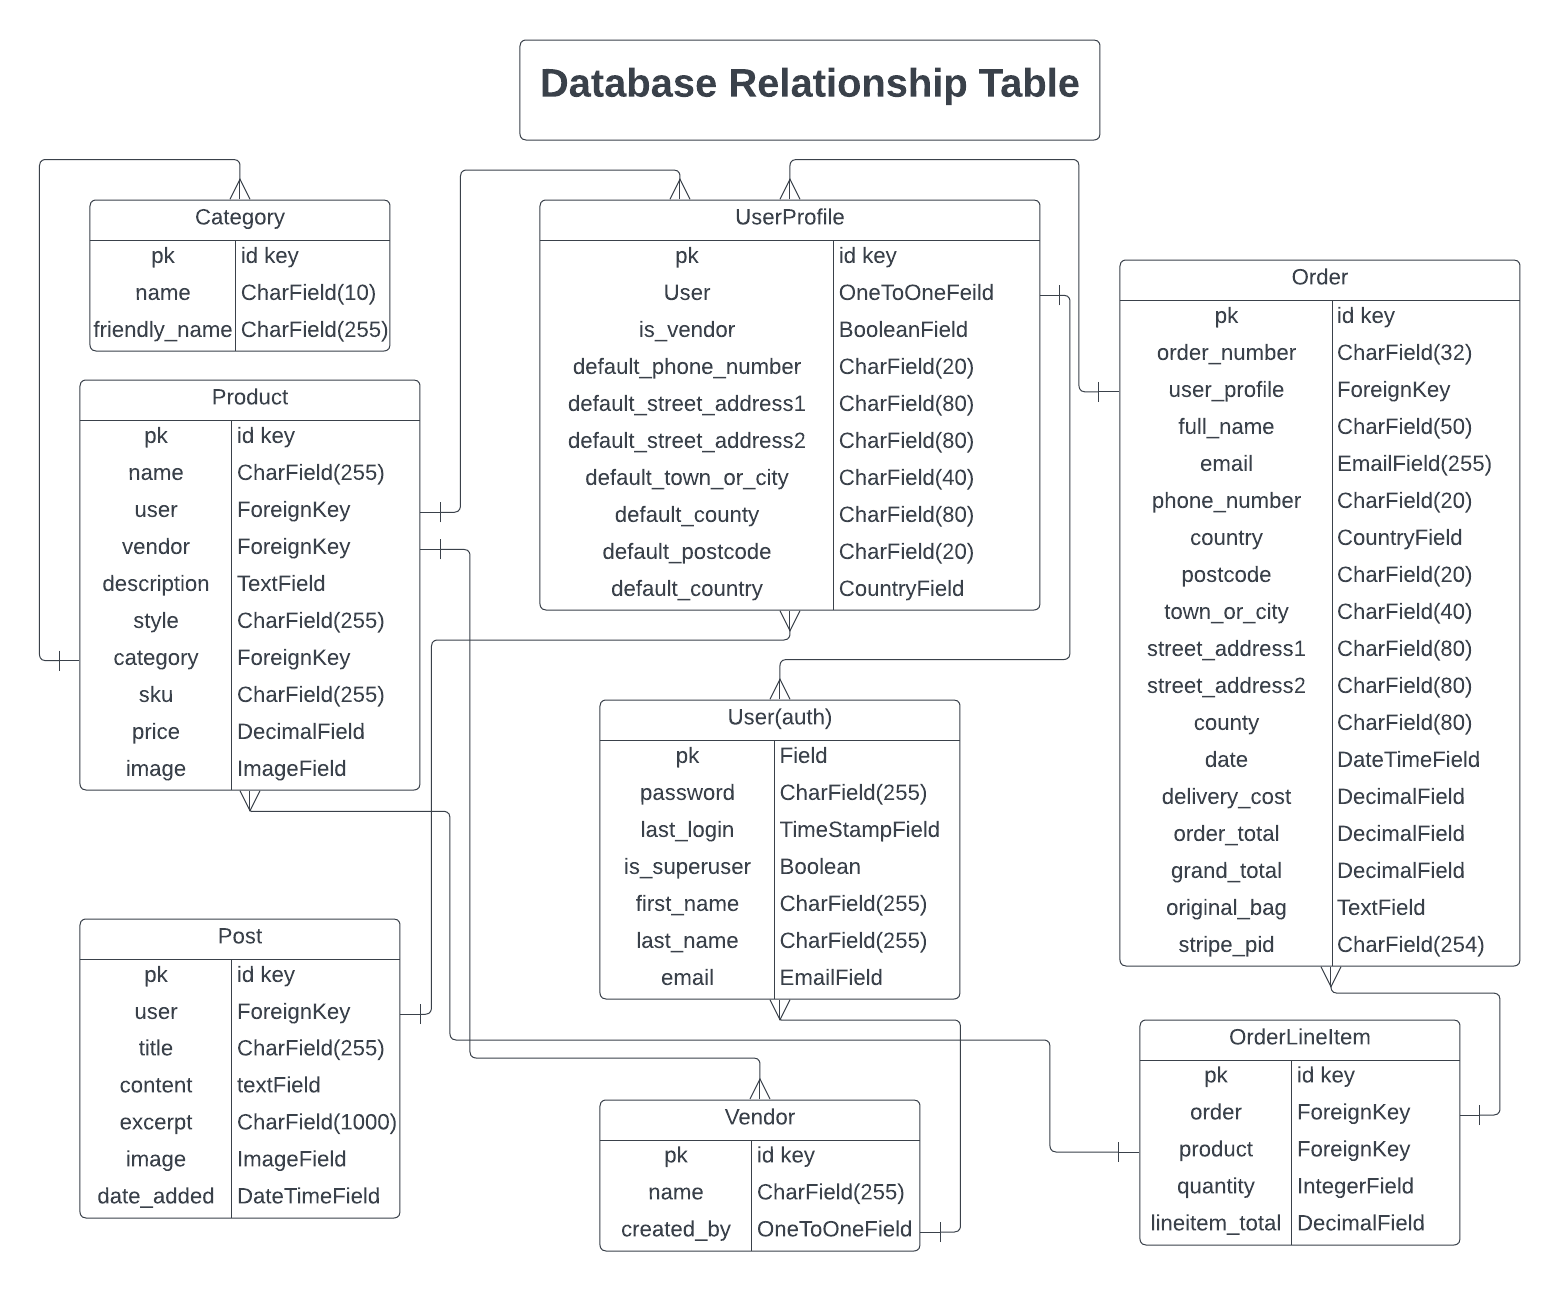 Database Relationship Table
Category
pk id key
name CharField(10)
friendly_name CharField(255)
Product
pk id key
name CharField(255)
user ForeignKey
vendor ForeignKey
description TextField
style CharField(255)
category ForeignKey
sku CharField(255)
price DecimalField
image ImageField
Post
pk id key
user ForeignKey
title CharField(255)
content textField
excerpt CharField(1000)
image ImageField
date_added DateTimeField
UserProfile
pk id key
User OneToOneFeild
is_vendor BooleanField
default_phone_number CharField(20)
default_street_address1 CharField(80)
default_street_address2 CharField(80)
default_town_or_city CharField(40)
default_county CharField(80)
default_postcode CharField(20)
default_country CountryField
User(auth)
pk Field
password CharField(255)
last_login TimeStampField
is_superuser Boolean
first_name CharField(255)
last_name CharField(255)
email EmailField
Vendor
pk id key
name CharField(255)
created_by OneToOneField
Order
pk id key
order_number CharField(32)
user_profile ForeignKey
full_name CharField(50)
email EmailField(255)
phone_number CharField(20)
country CountryField
postcode CharField(20)
town_or_city CharField(40)
street_address1 CharField(80)
street_address2 CharField(80)
county CharField(80)
date DateTimeField
delivery_cost DecimalField
order_total DecimalField
grand_total DecimalField
original_bag TextField
stripe_pid CharField(254)
OrderLineItem
pk id key
order ForeignKey
product ForeignKey
quantity IntegerField
lineitem_total DecimalField